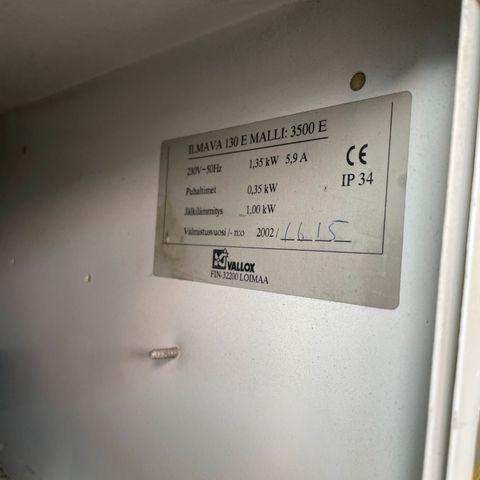 ILMAVA 130 E MALLI: 3500 E
230V~50Hz 1,35 kW 5,9 A CE
Puhaltimet 0,35 kW IP 34
Jälkilämmitys 1,00 kW
Valmistusvuosi /- n:o 2002 / 1615
VALLOX
FIN-32200 LOIMAA